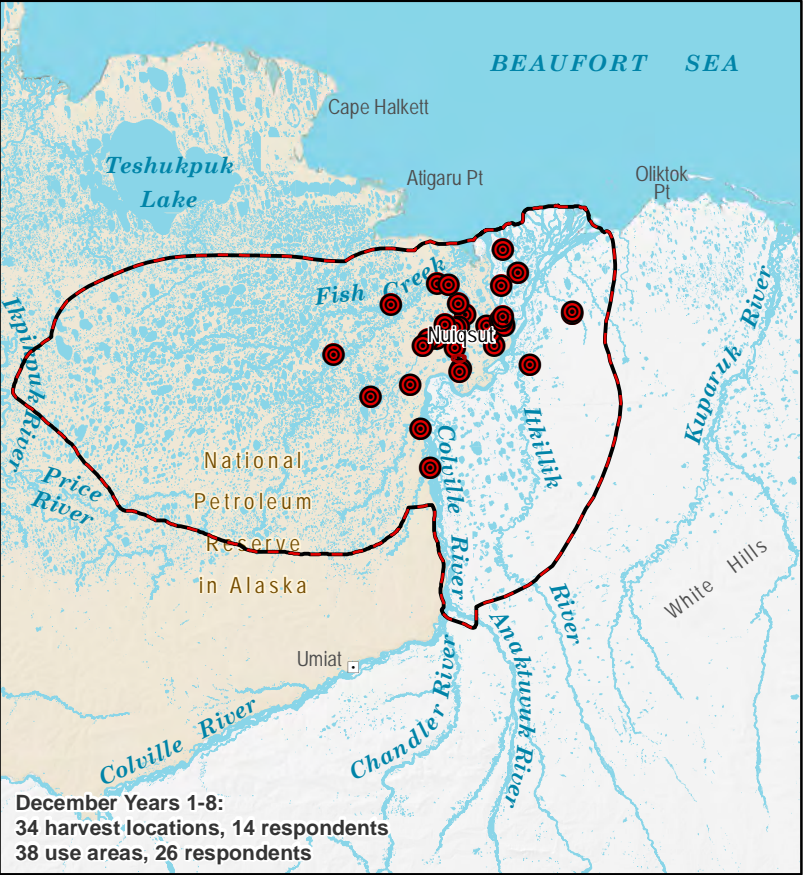 BEAUFORT SEA
Cape Halkett
Teshukpuk
Lake
Atigaru Pt
Oliktok
Pt
Fish Creek
Ikpikpuk River
Nuiqsut
Kuparuk River
Itkillik
River
Colville River
Price
River
National
Petroleum
Reserve
in Alaska
White Hills
Umiat
Anaktuvuk River
Chandler River
Colville River
December Years 1-8:
34 harvest locations, 14 respondents
38 use areas, 26 respondents